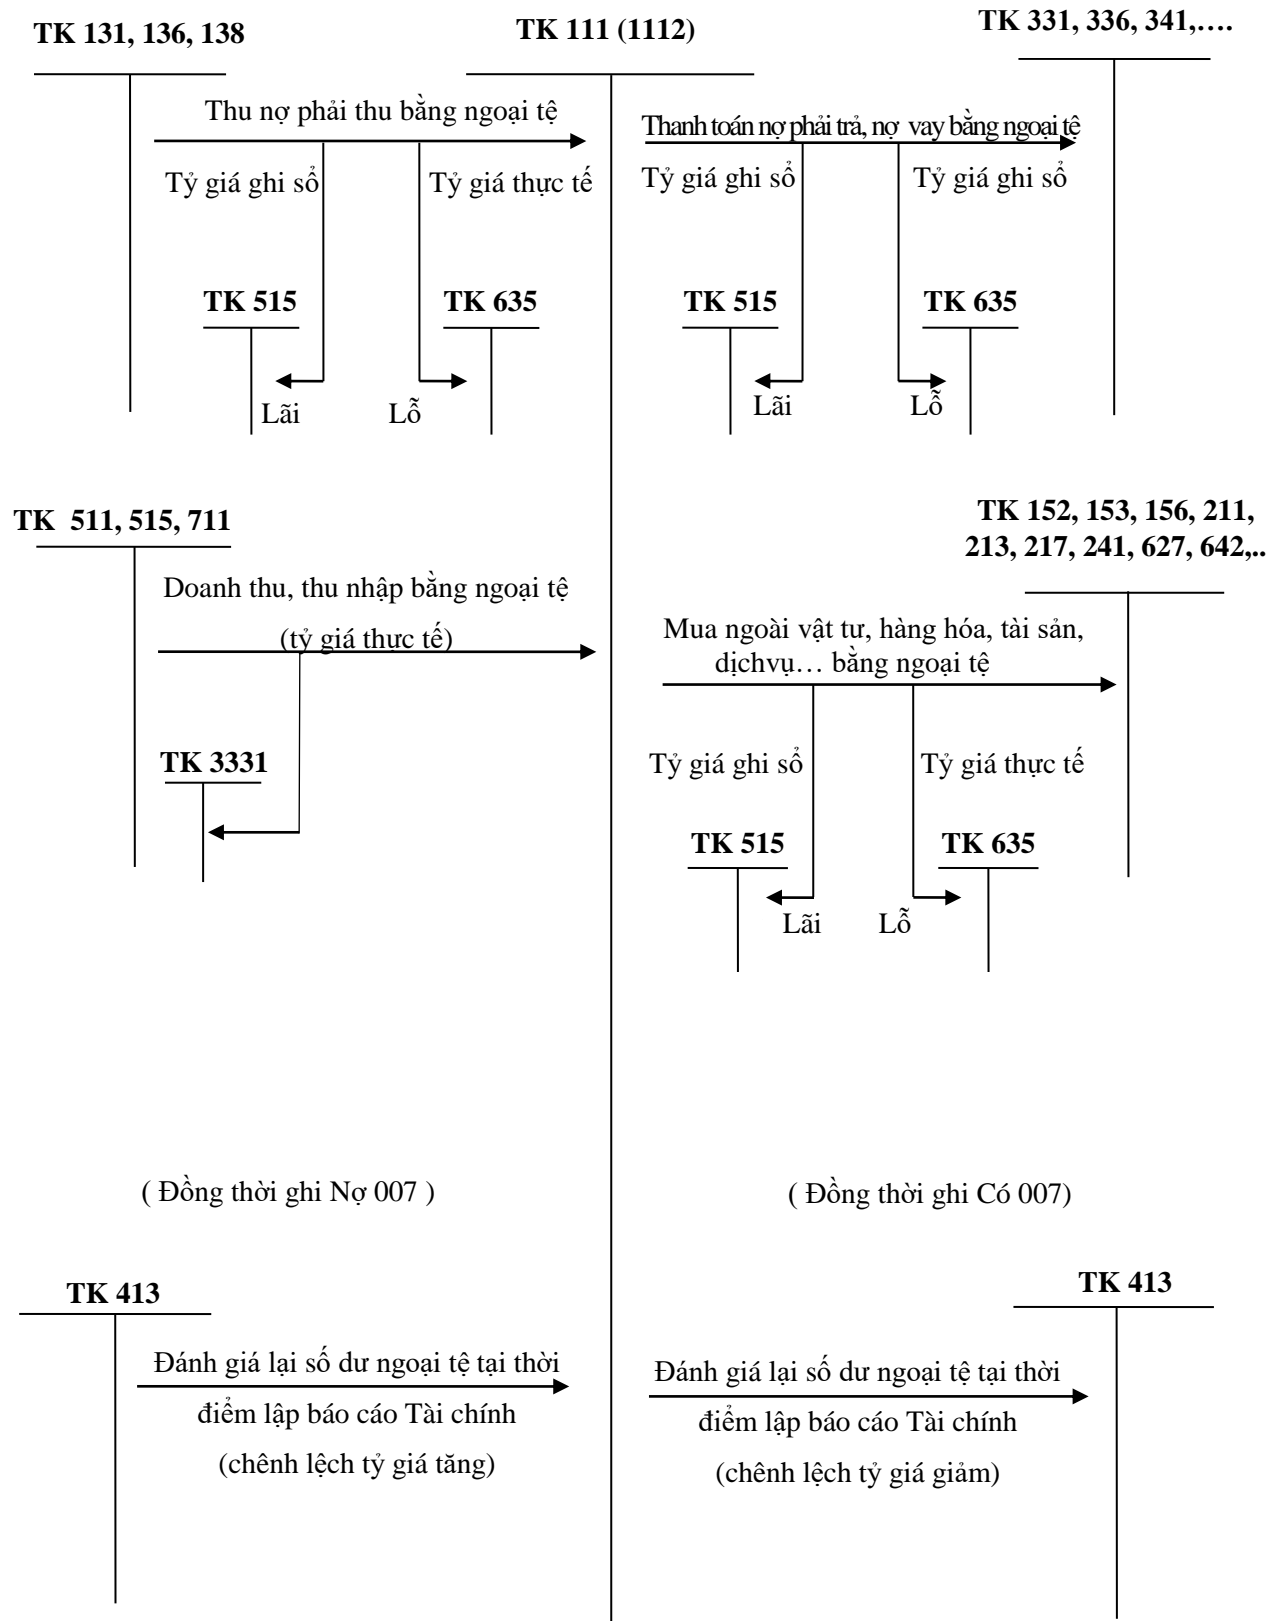 TK 131, 136, 138
TK 111 (1112)
TK 331, 336, 341,….
Thu nợ phải thu bằng ngoại tệ
Tỷ giá ghi sổ
Tỷ giá thực tế
TK 515
TK 635
Lãi
Lỗ
Thanh toán nợ phải trả, nợ vay bằng ngoại tệ
Tỷ giá ghi sổ
Tỷ giá ghi sổ
TK 515
TK 635
Lãi
Lỗ
TK 511, 515, 711
Doanh thu, thu nhập bằng ngoại tệ
(tỷ giá thực tế)
TK 3331
TK 152, 153, 156, 211,
213, 217, 241, 627, 642,..
Mua ngoài vật tư, hàng hóa, tài sản,
dịchvụ… bằng ngoại tệ
Tỷ giá ghi sổ
Tỷ giá thực tế
TK 515
TK 635
Lãi
Lỗ
( Đồng thời ghi Nợ 007 )
( Đồng thời ghi Có 007)
TK 413
Đánh giá lại số dư ngoại tệ tại thời
điểm lập báo cáo Tài chính
(chênh lệch tỷ giá tăng)
TK 413
Đánh giá lại số dư ngoại tệ tại thời
điểm lập báo cáo Tài chính
(chênh lệch tỷ giá giảm)